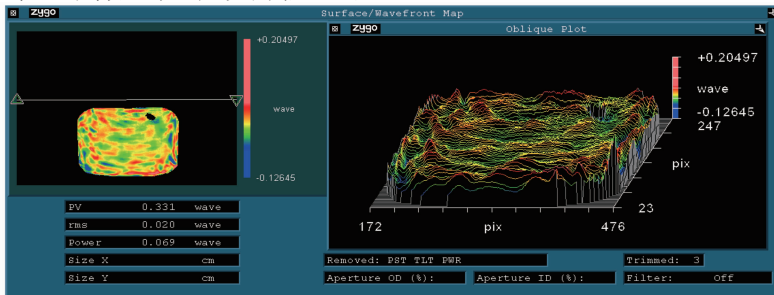 zygo Surface/Wavefront Map
+0.20497
wave
-0.12645
zygo Oblique Plot
+0.20497
wave
-0.12645
247
pix
23
172 pix 476
PV 0.331 wave
rms 0.020 wave
Power 0.069 wave
Size X cm
Size Y cm
Removed: PST TLT PWR Trimmed: 3
Aperture OD (%): Aperture ID (%): Filter: Off